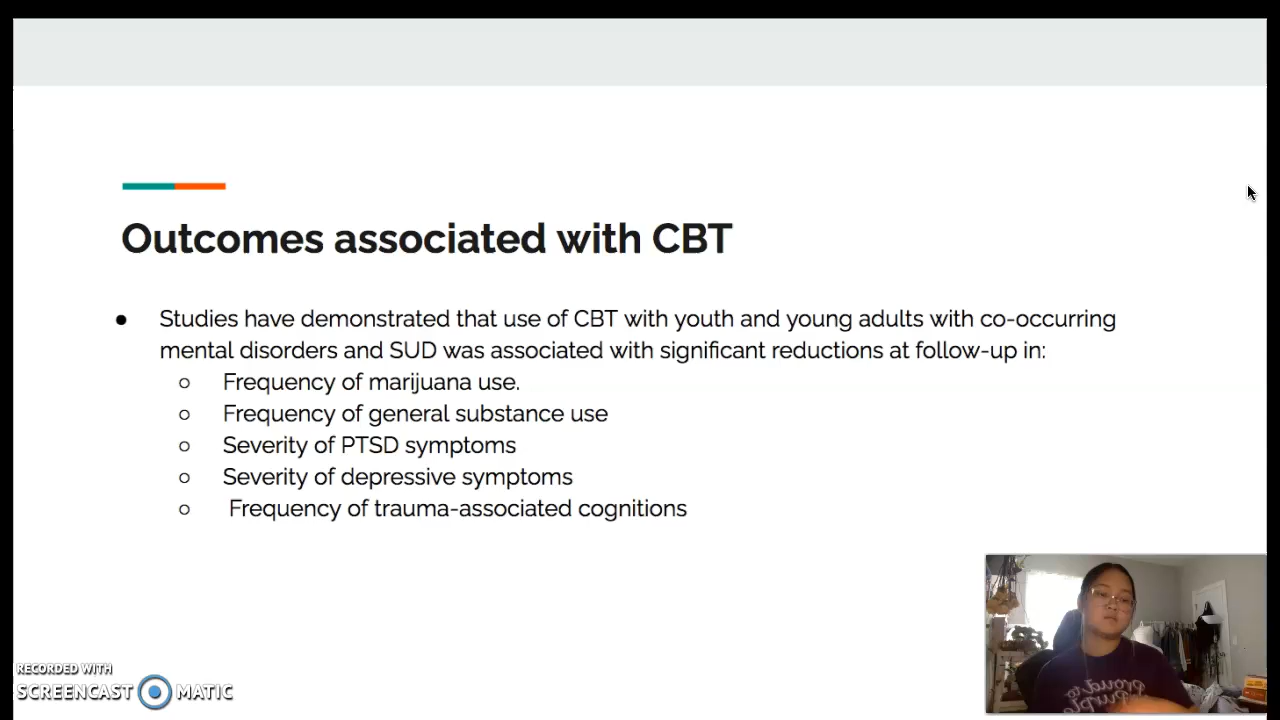 Outcomes associated with CBT
● Studies have demonstrated that use of CBT with youth and young adults with co-occurring
mental disorders and SUD was associated with significant reductions at follow-up in:
○ Frequency of marijuana use.
○ Frequency of general substance use
○ Severity of PTSD symptoms
○ Severity of depressive symptoms
○ Frequency of trauma-associated cognitions
RECORDED WITH
SCREENCAST MATIC
proud to
Purple